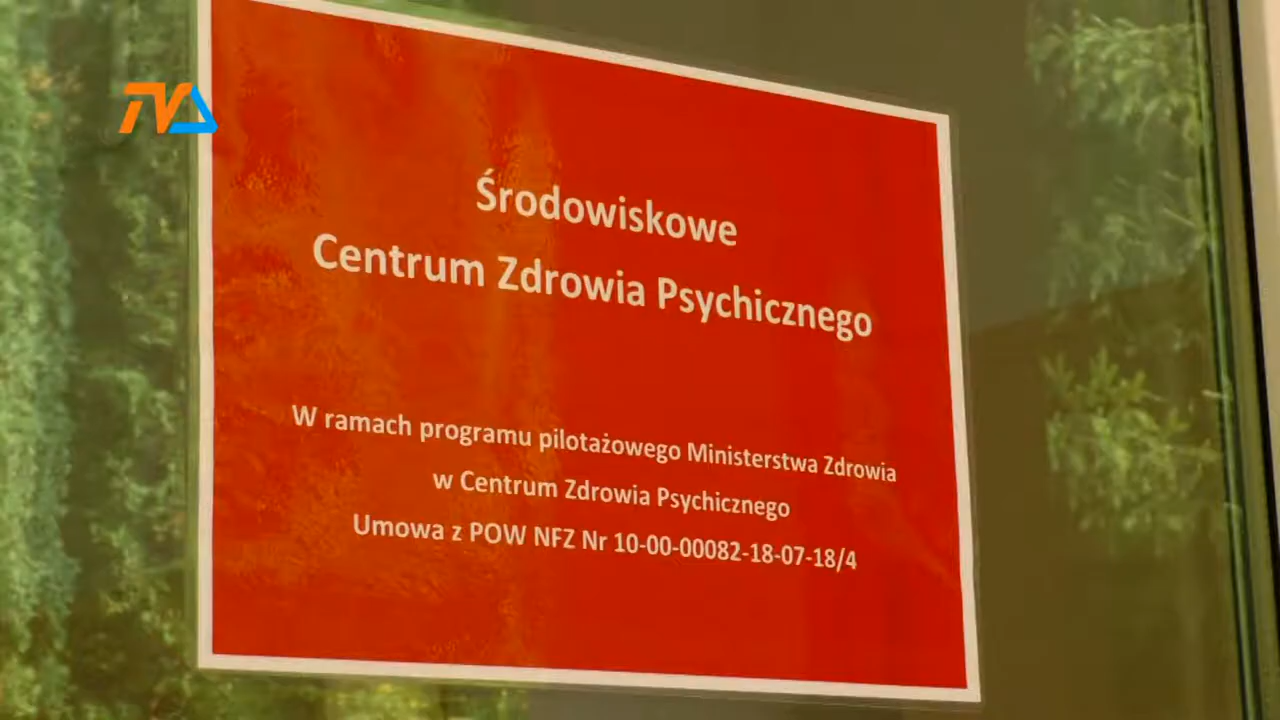 TV
Środowiskowe
Centrum Zdrowia Psychicznego
W ramach programu pilotażowego Ministerstwa Zdrowia
w Centrum Zdrowia Psychicznego
Umowa z POW NFZ Nr 10-00-00082-18-07-18/4